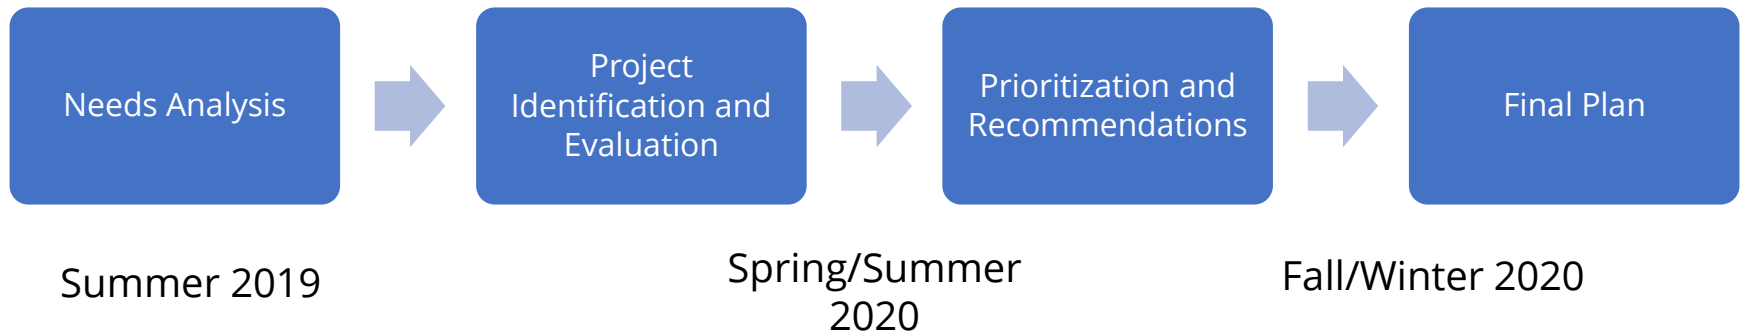 Needs Analysis
Project
Identification and
Evaluation
Prioritization and
Recommendations
Final Plan
Summer 2019
Spring/Summer
2020
Fall/Winter 2020